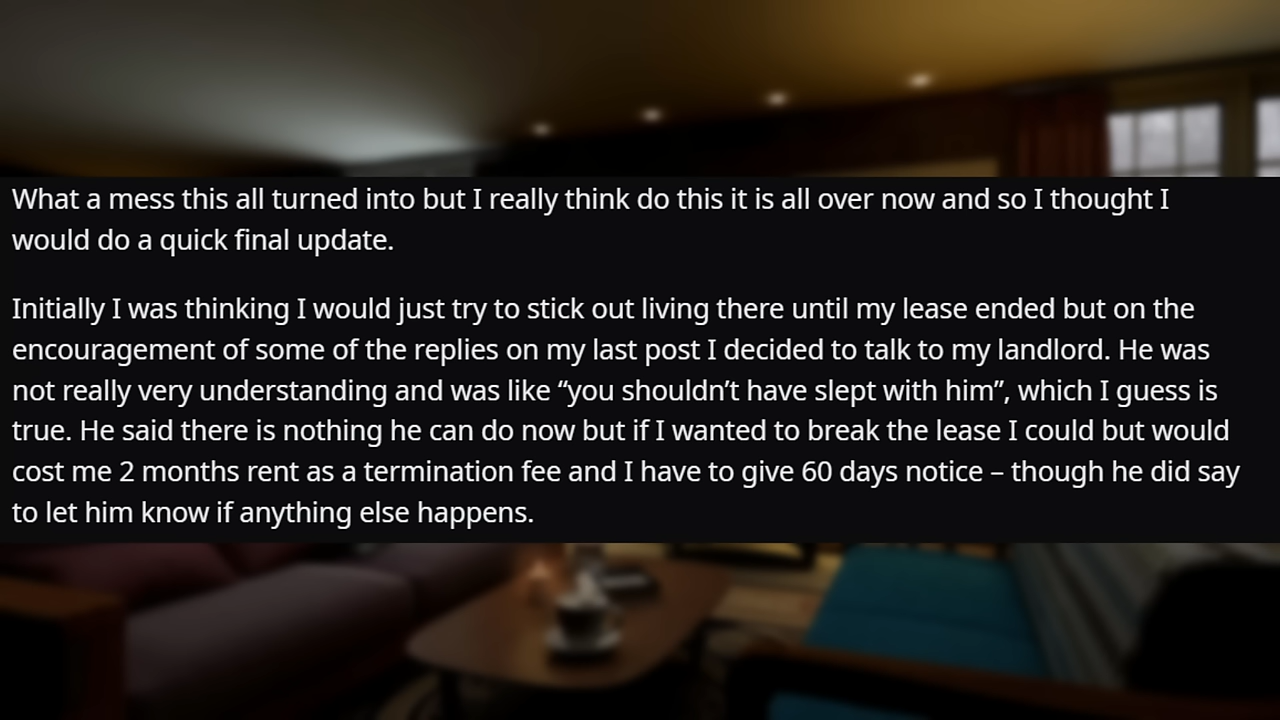 What a mess this all turned into but I really think do this it is all over now and so I thought I
would do a quick final update.
Initially I was thinking I would just try to stick out living there until my lease ended but on the
encouragement of some of the replies on my last post I decided to talk to my landlord. He was
not really very understanding and was like “you shouldn’t have slept with him”, which I guess is
true. He said there is nothing he can do now but if I wanted to break the lease I could but would
cost me 2 months rent as a termination fee and I have to give 60 days notice – though he did say
to let him know if anything else happens.